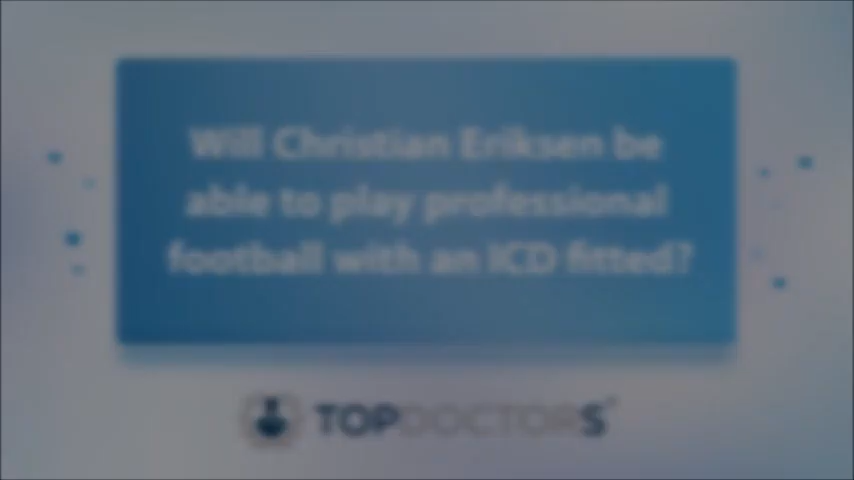 Will Christian Eriksen be
able to play professional
football with an ICD fitted?
TOPDOCTORS